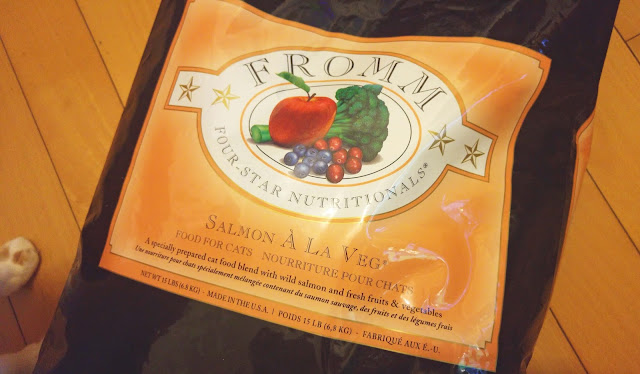 FROMM
FOUR-STAR NUTRITIONALS®
SALMON À LA VEG
FOOD FOR CATS NOURRITURE POUR CHATS
A specially prepared cat food blend with wild salmon and fresh fruits & vegetables
Une nourriture pour chats spécialement mélangée contenant du saumon sauvage, des fruits et des légumes frais
NET WT 15 LBS (6,8 KG) - MADE IN THE U.S.A. | POIDS 15 LB (6,8 KG) - FABRIQUÉ AUX É.-U.